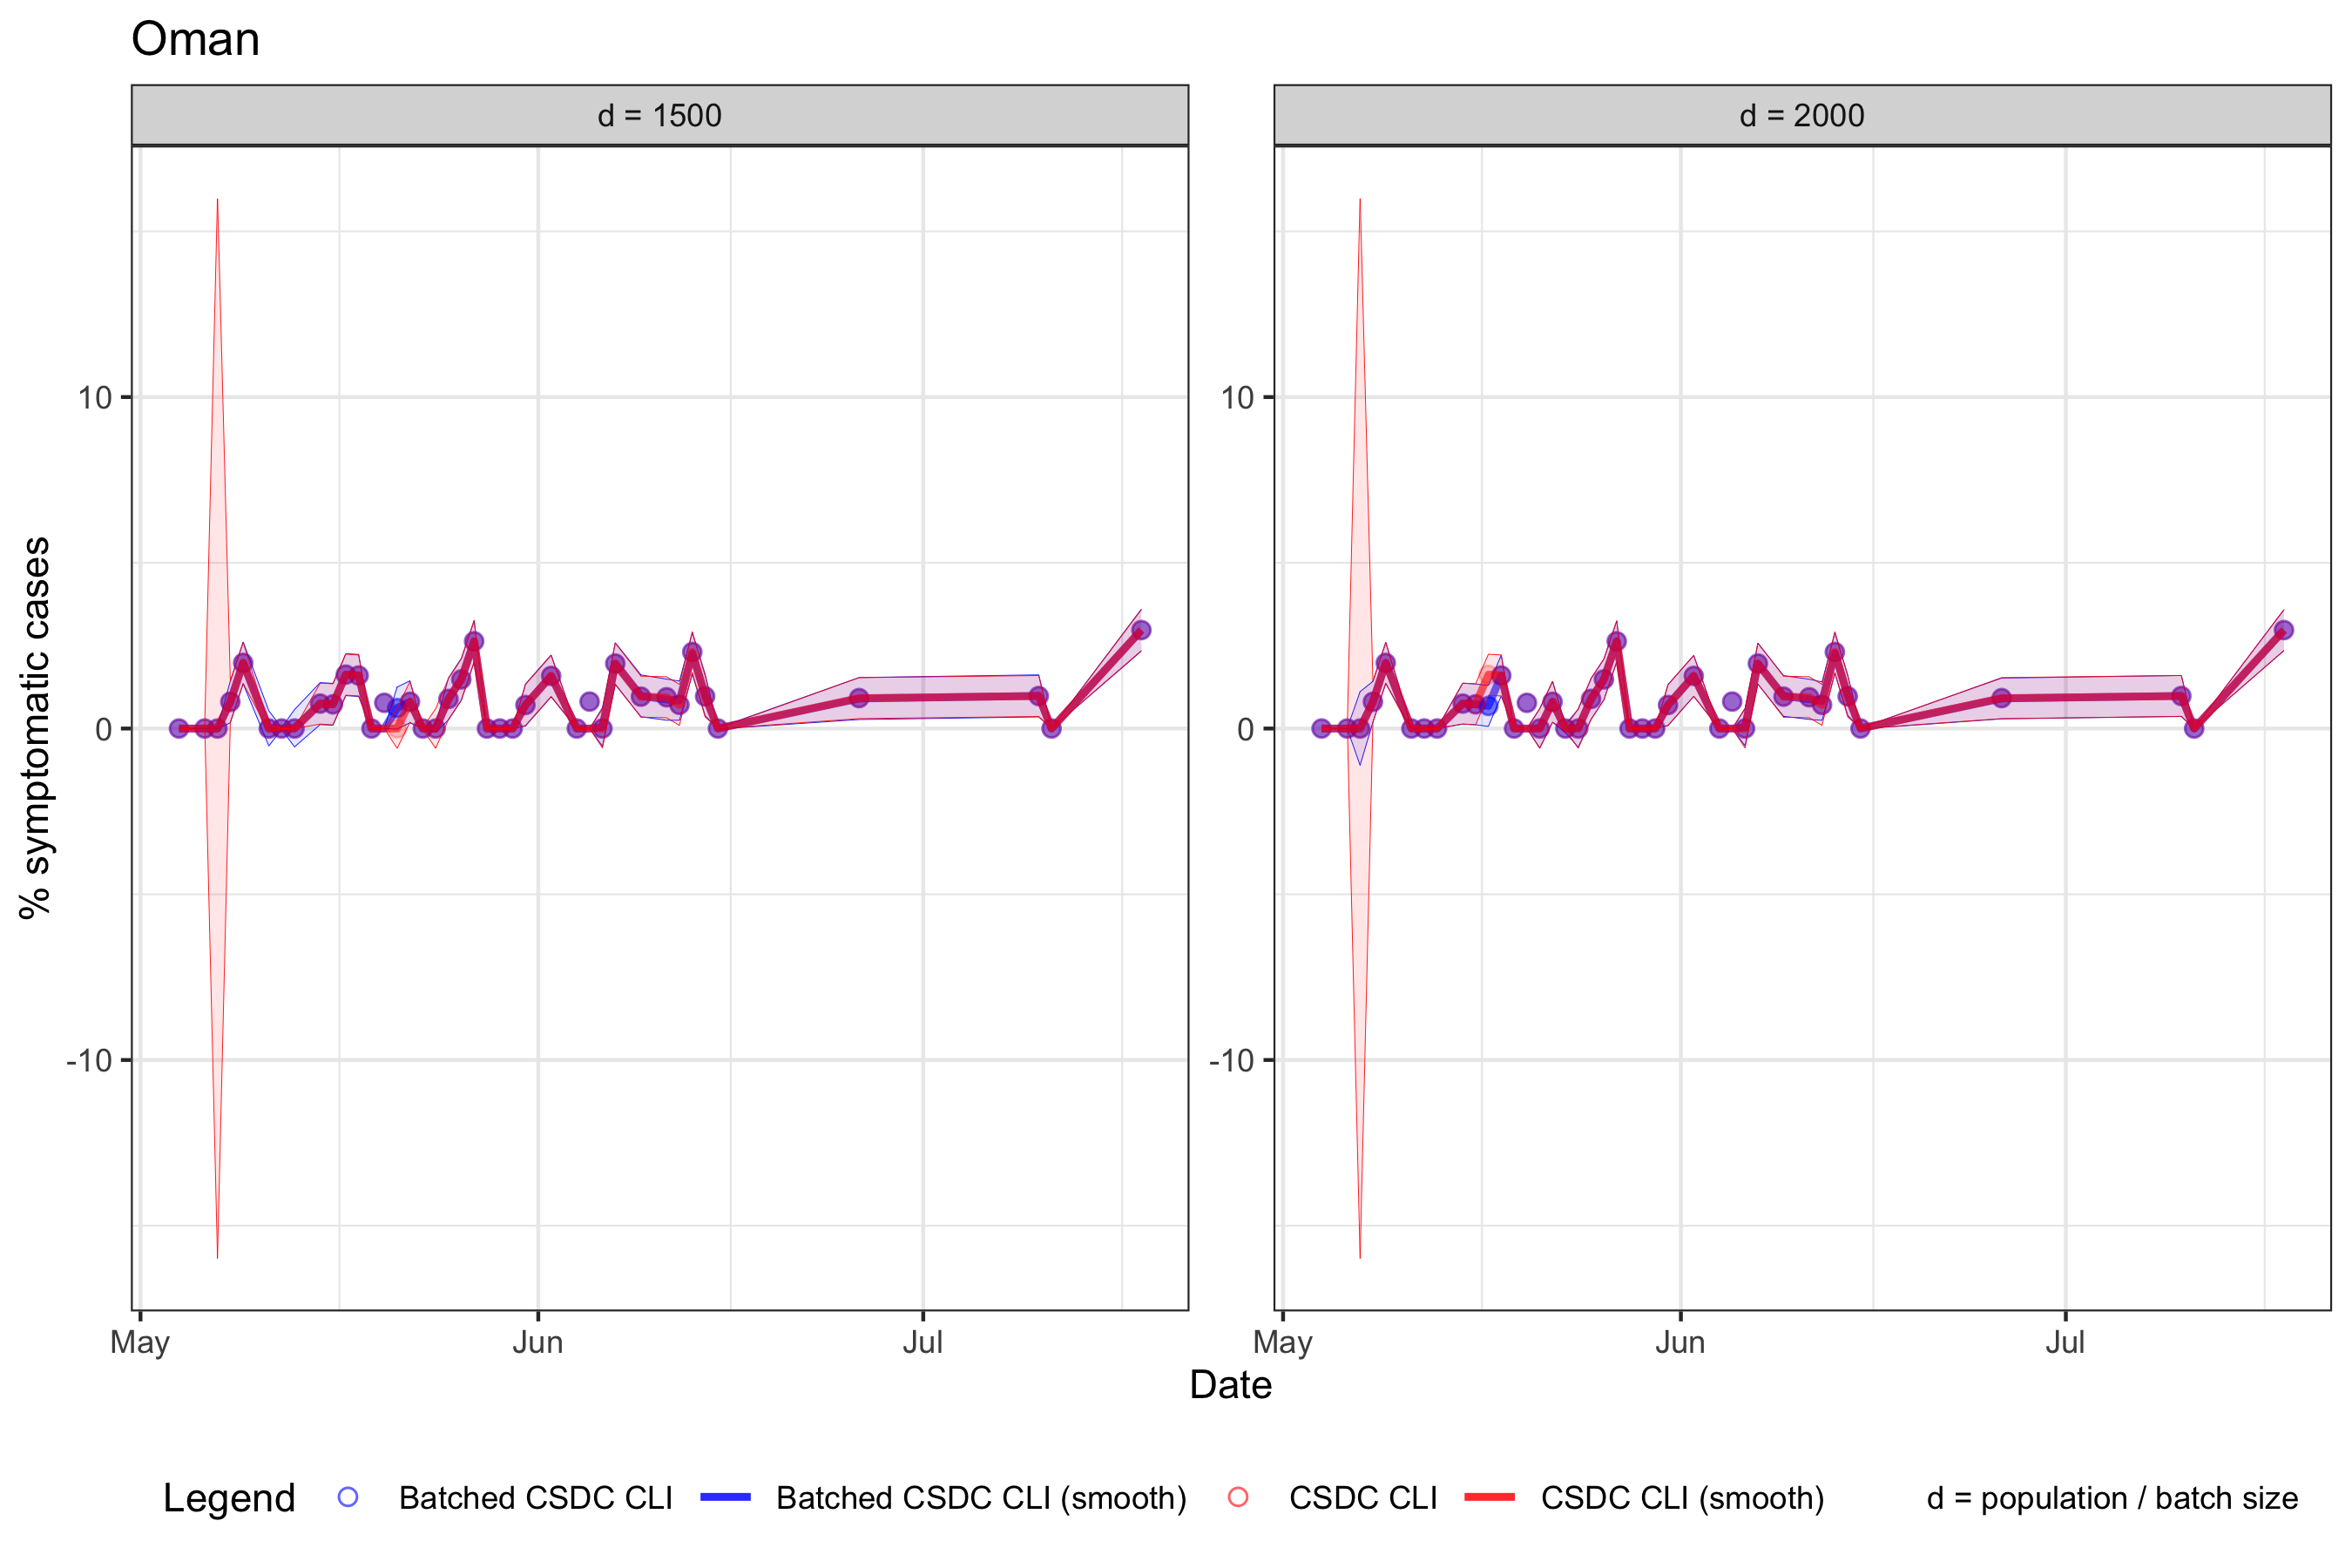 Oman
d = 1500
d = 2000
% symptomatic cases
10
0
-10
10
0
-10
May
Jun
Jul
May
Jun
Jul
Date
Legend
Batched CSDC CLI
Batched CSDC CLI (smooth)
CSDC CLI
CSDC CLI (smooth)
d = population / batch size